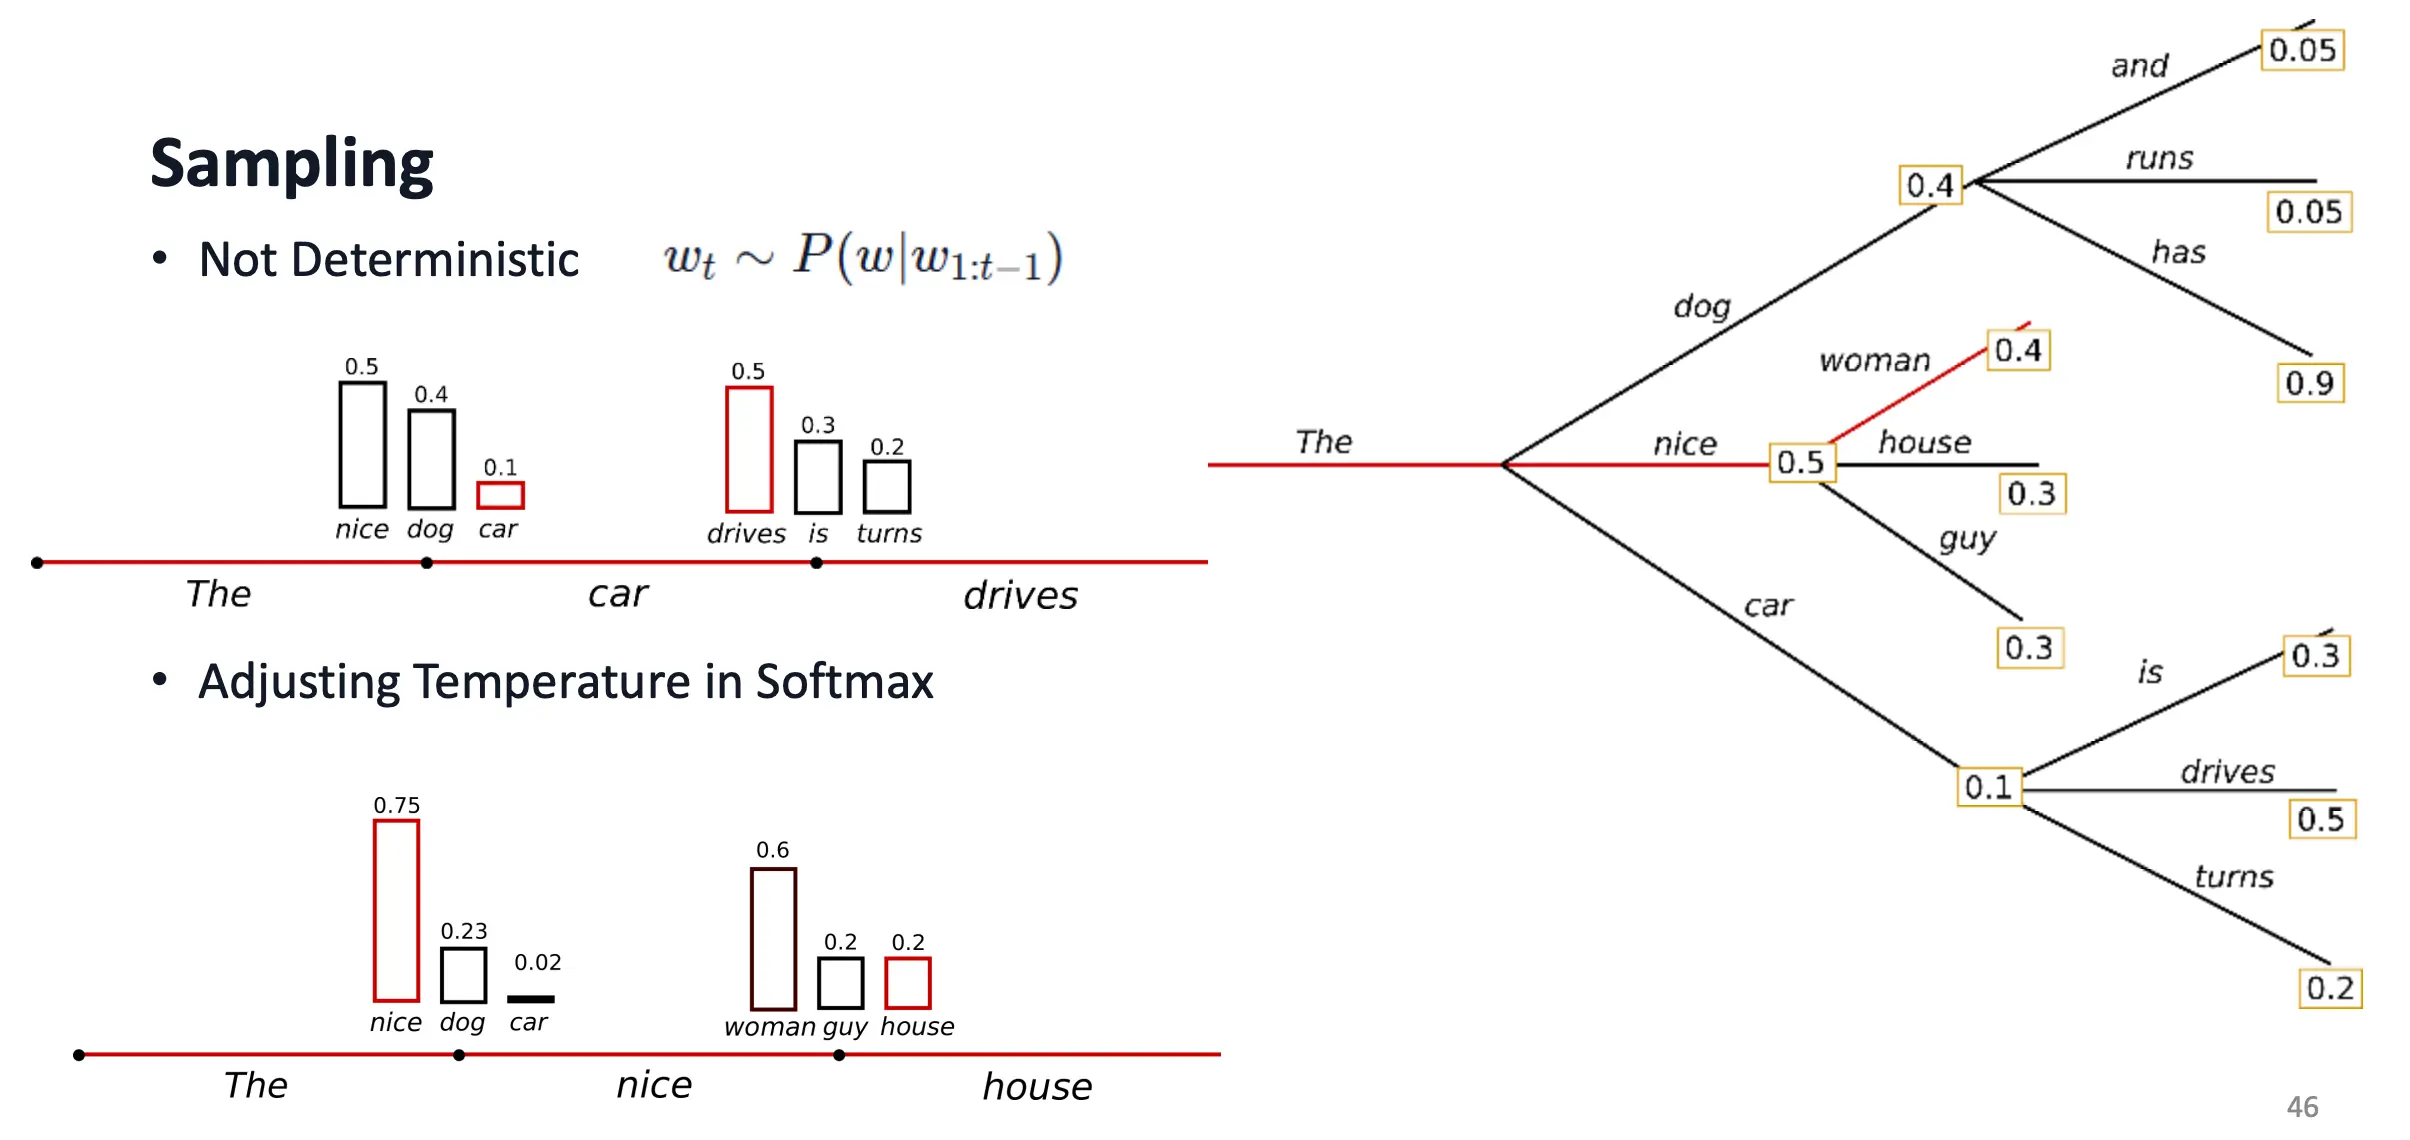 Sampling
• Not Deterministic
w_t ∼ P(w|w_{1:t−1})
0.5
0.4
0.1
nice dog car
0.5
0.3
0.2
drives is turns
The car drives
• Adjusting Temperature in Softmax
0.75
0.23
0.02
nice dog car
0.6
0.2
0.2
woman guy house
The nice house
The
dog
0.4
and
0.05
runs
0.05
has
0.9
nice
0.5
woman
0.4
house
0.3
guy
0.3
car
0.1
is
0.3
drives
0.5
turns
0.2
46